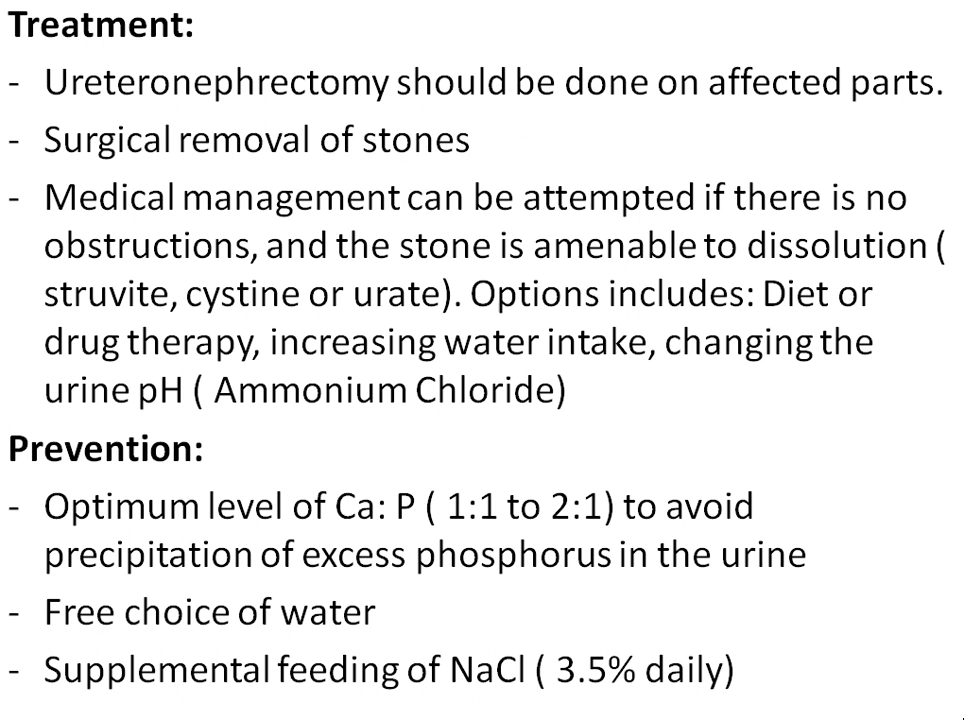 Treatment:
- Ureteronephrectomy should be done on affected parts.
- Surgical removal of stones
- Medical management can be attempted if there is no
obstructions, and the stone is amenable to dissolution (
struvite, cystine or urate). Options includes: Diet or
drug therapy, increasing water intake, changing the
urine pH ( Ammonium Chloride)
Prevention:
- Optimum level of Ca: P ( 1:1 to 2:1) to avoid
precipitation of excess phosphorus in the urine
- Free choice of water
- Supplemental feeding of NaCl ( 3.5% daily)